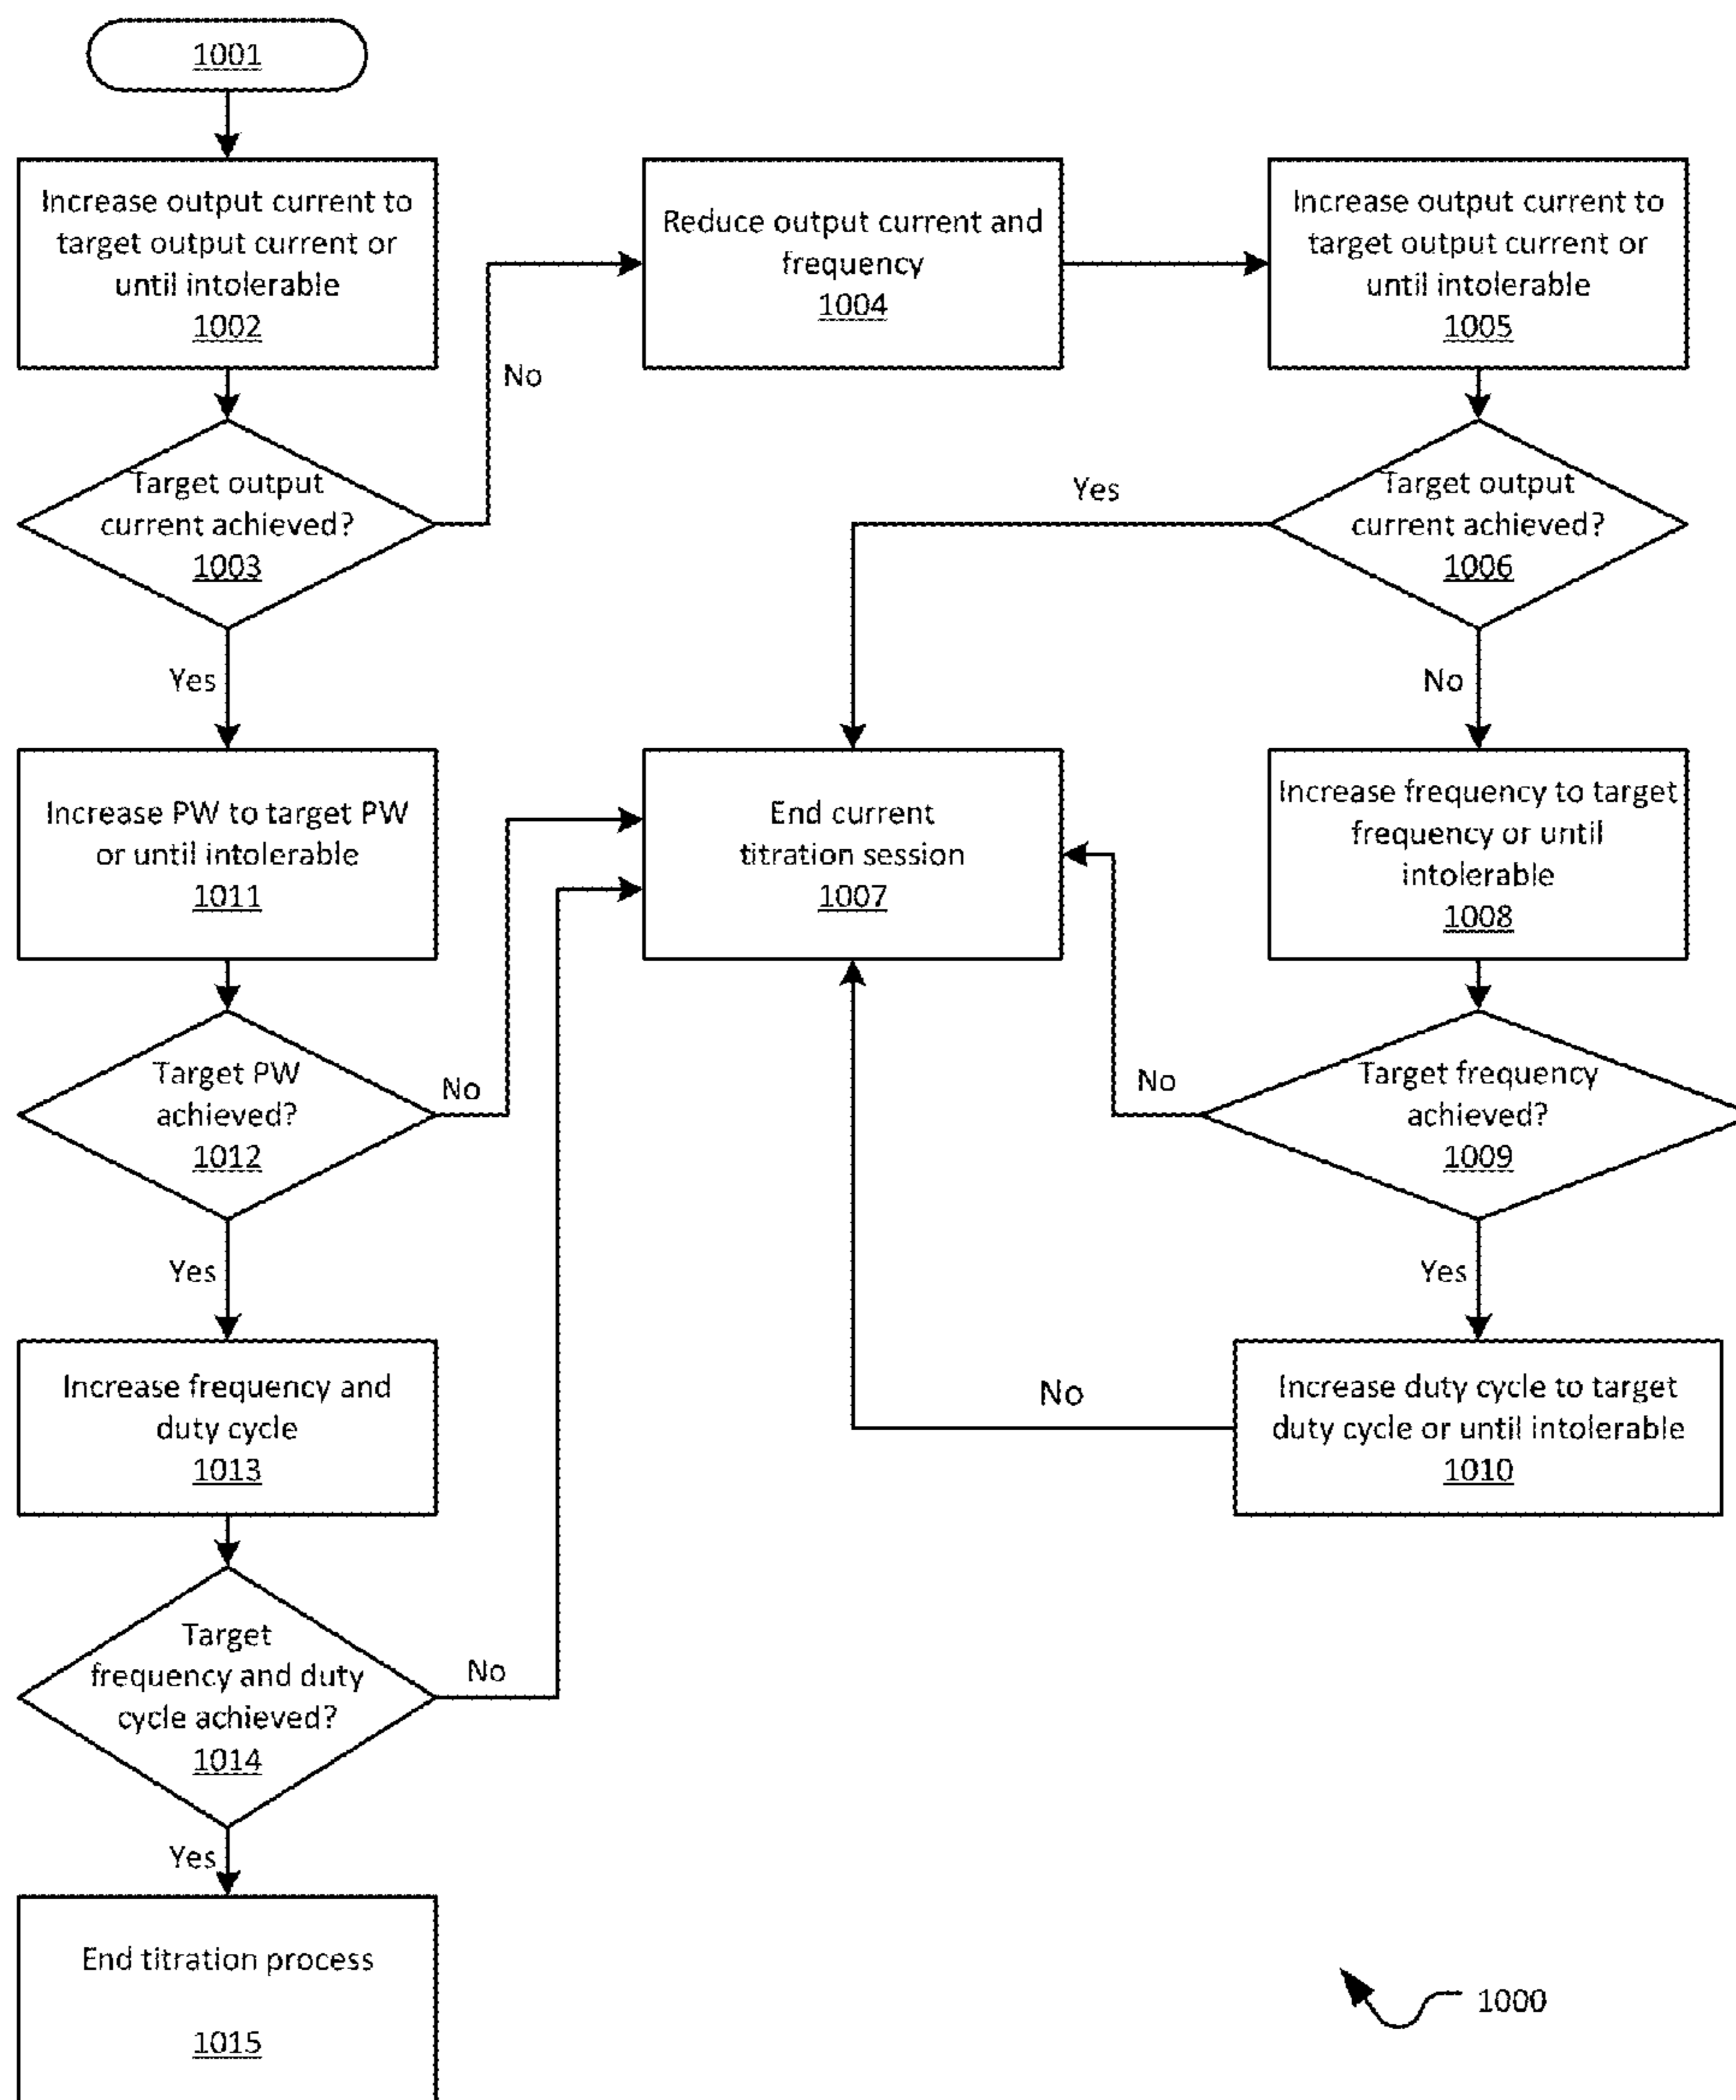 1001
Increase output current to
target output current or
until intolerable
1002
Target output
current achieved?
1003
No
Reduce output current and
frequency
1004
Increase output current to
target output current or
until intolerable
1005
Target output
current achieved?
1006
Yes
No
Yes
Increase PW to target PW
or until intolerable
1011
End current
titration session
1007
Increase frequency to target
frequency or until
intolerable
1008
Target PW
achieved?
1012
No
Target frequency
achieved?
1009
No
Yes
Yes
Increase frequency and
duty cycle
1013
Increase duty cycle to target
duty cycle or until intolerable
1010
No
Target
frequency and duty
cycle achieved?
1014
No
Yes
End titration process
1015
1000